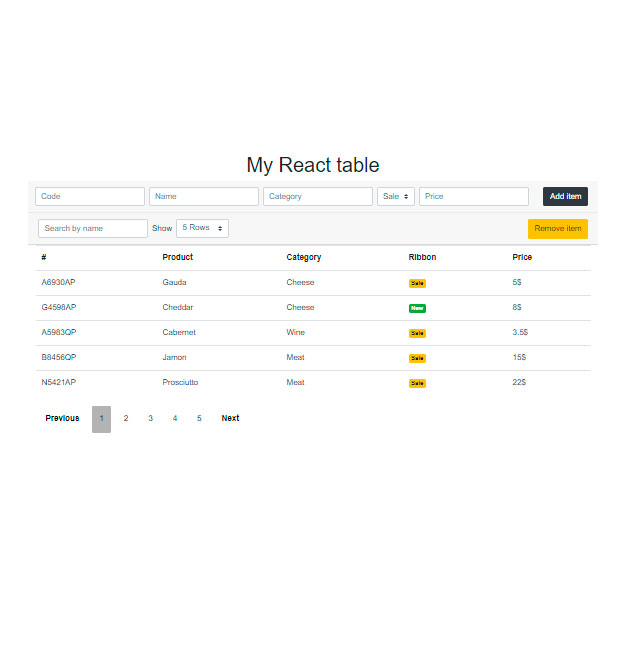 My React table
Code Name Category Sale Price Add item
Search by name Show 5 Rows Remove item
# Product Category Ribbon Price
A6930AP Gauda Cheese Sale 5$
G4598AP Cheddar Cheese New 8$
A5983QP Cabernet Wine Sale 3.5$
B8456QP Jamon Meat Sale 15$
N5421AP Prosciutto Meat Sale 22$
Previous 1 2 3 4 5 Next